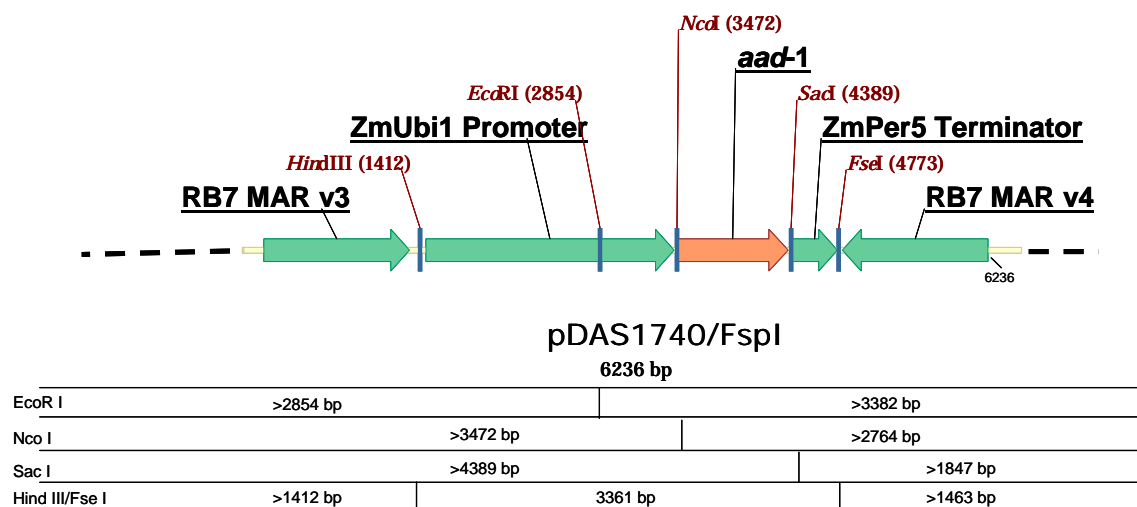 NcoI (3472)
aad-1
EcoRI (2854)
SacI (4389)
ZmUbi1 Promoter
ZmPer5 Terminator
HindIII (1412)
FseI (4773)
RB7 MAR v3
RB7 MAR v4
6236
pDAS1740/FspI
6236 bp
EcoR I >2854 bp >3382 bp
Nco I >3472 bp >2764 bp
Sac I >4389 bp >1847 bp
Hind III/Fse I >1412 bp 3361 bp >1463 bp